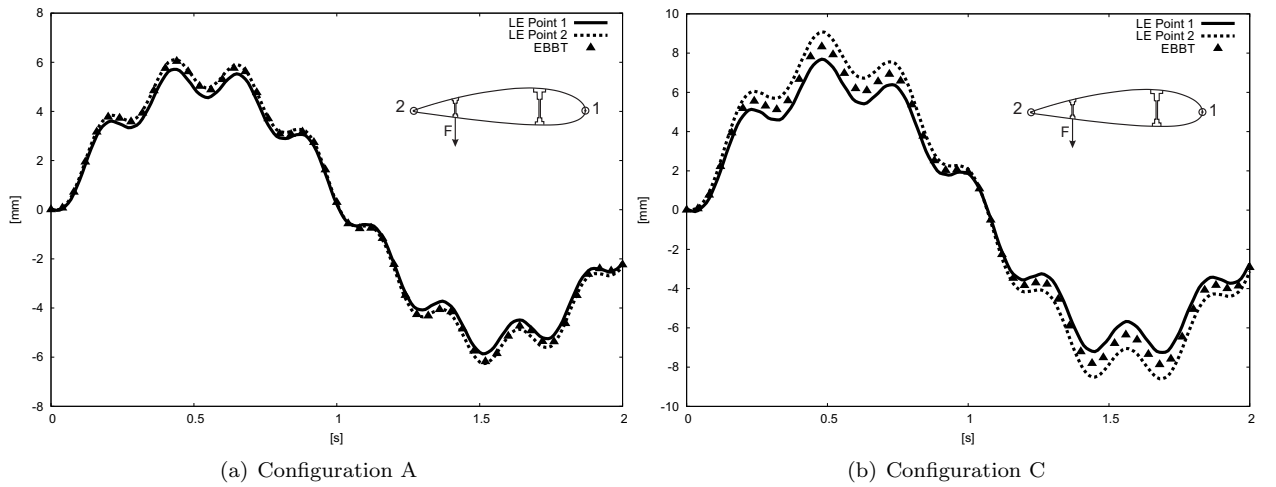 8
6
4
2
0
-2
-4
-6
-8
[mm]
0
0.5
1
1.5
2
[s]
LE Point 1
LE Point 2
EBBT
2
1
F
(a) Configuration A
10
8
6
4
2
0
-2
-4
-6
-8
-10
[mm]
0
0.5
1
1.5
2
[s]
LE Point 1
LE Point 2
EBBT
2
1
F
(b) Configuration C